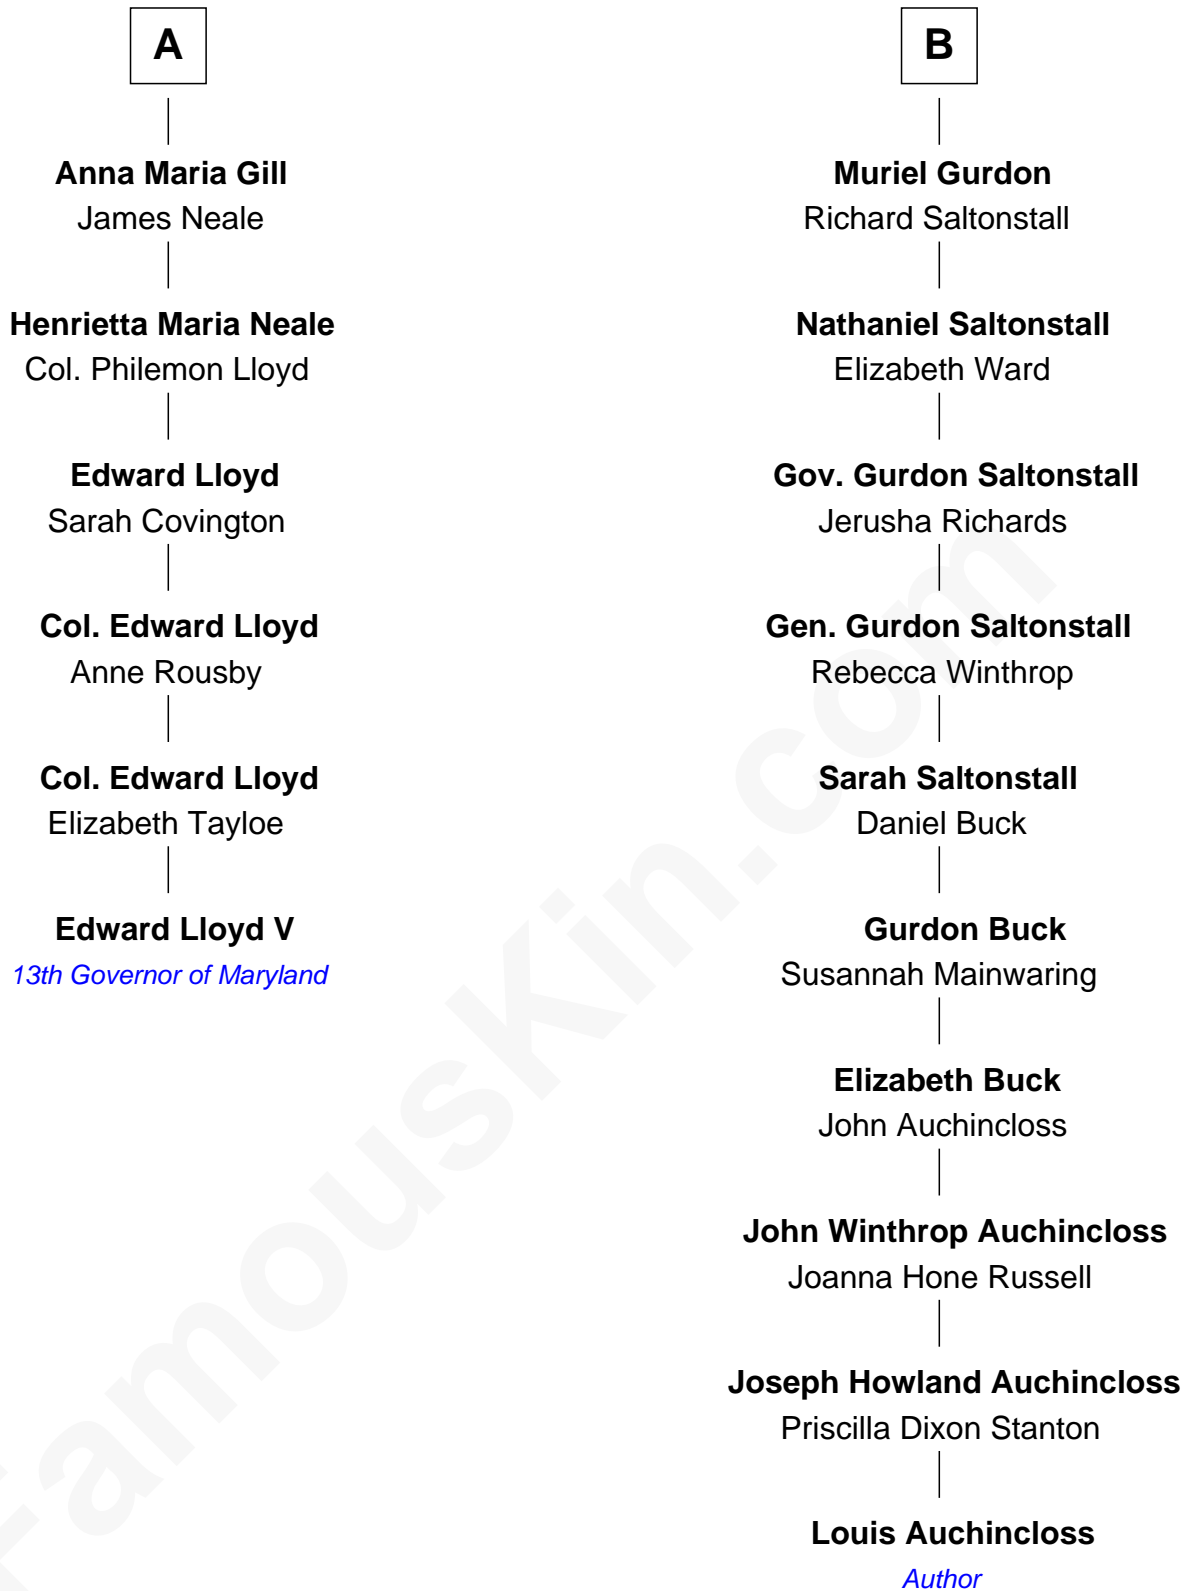 A
Anna Maria Gill
James Neale
Henrietta Maria Neale
Col. Philemon Lloyd
Edward Lloyd
Sarah Covington
Col. Edward Lloyd
Anne Rousby
Col. Edward Lloyd
Elizabeth Tayloe
Edward Lloyd V
13th Governor of Maryland
B
Muriel Gurdon
Richard Saltonstall
Nathaniel Saltonstall
Elizabeth Ward
Gov. Gurdon Saltonstall
Jerusha Richards
Gen. Gurdon Saltonstall
Rebecca Winthrop
Sarah Saltonstall
Daniel Buck
Gurdon Buck
Susannah Mainwaring
Elizabeth Buck
John Auchincloss
John Winthrop Auchincloss
Joanna Hone Russell
Joseph Howland Auchincloss
Priscilla Dixon Stanton
Louis Auchincloss
Author
FamousKin.com